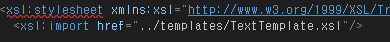 <xsl:stylesheet xmlns:xsl="http://www.w3.org/1999/XSL/Tr
<xsl:import href="../templates/TextTemplate.xsl"/>